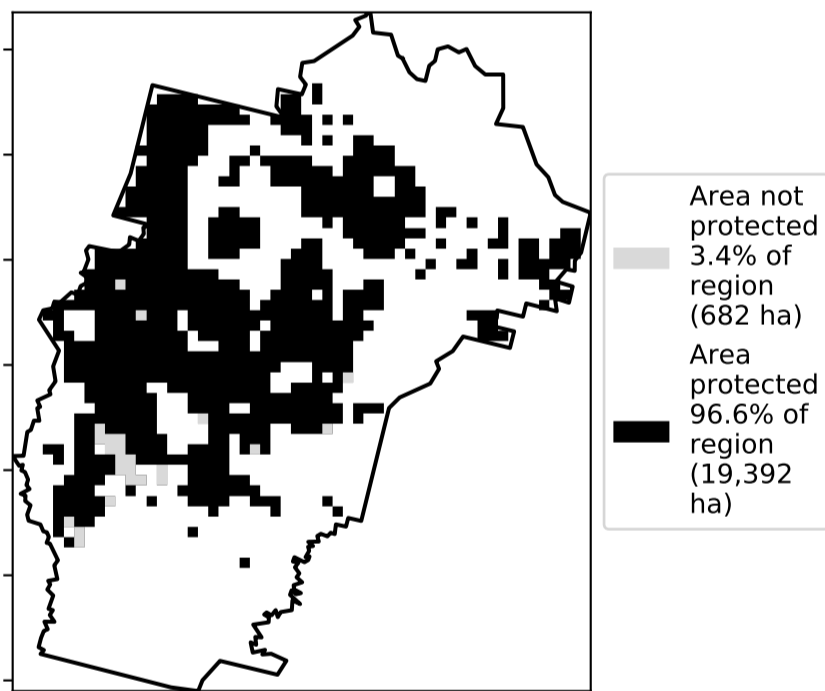 Area not
protected
3.4% of
region
(682 ha)
Area
protected
96.6% of
region
(19,392
ha)